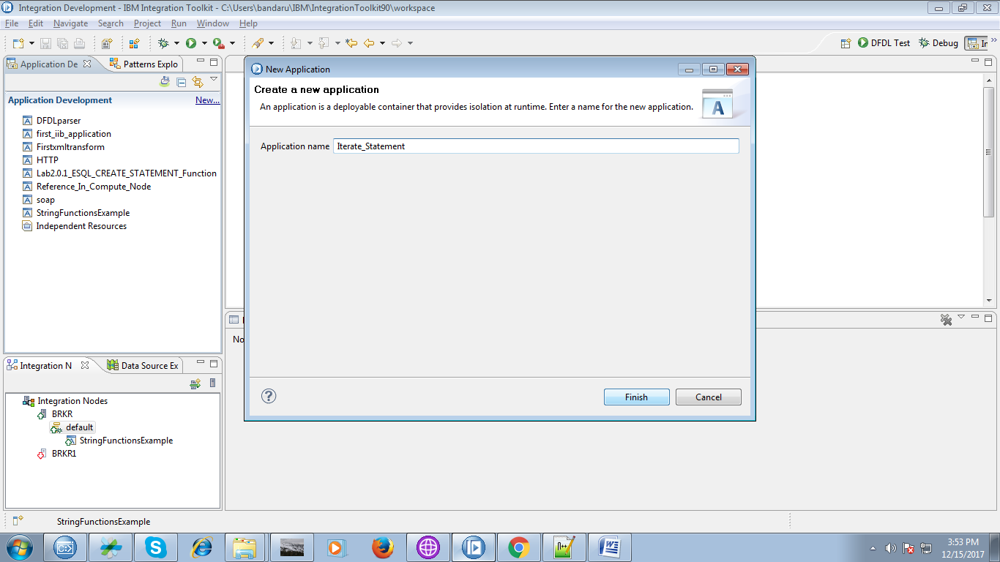 Integration Development - IBM Integration Toolkit - C:\Users\bandaru\IBM\IntegrationToolkit90\workspace
File Edit Navigate Search Project Run Window Help
DFDL Test Debug Ir
Application De Patterns Explo
Application Development New...
DFDLparser
first_iib_application
Firstxmltransform
HTTP
Lab2.0.1_ESQL_CREATE_STATEMENT_Function
Reference_In_Compute_Node
soap
StringFunctionsExample
Independent Resources
New Application
Create a new application
An application is a deployable container that provides isolation at runtime. Enter a name for the new application.
A
Application name Iterate_Statement
Finish Cancel
No
Integration N Data Source Ex
Integration Nodes
BRKR
default
StringFunctionsExample
BRKR1
StringFunctionsExample
3:53 PM
12/15/2017